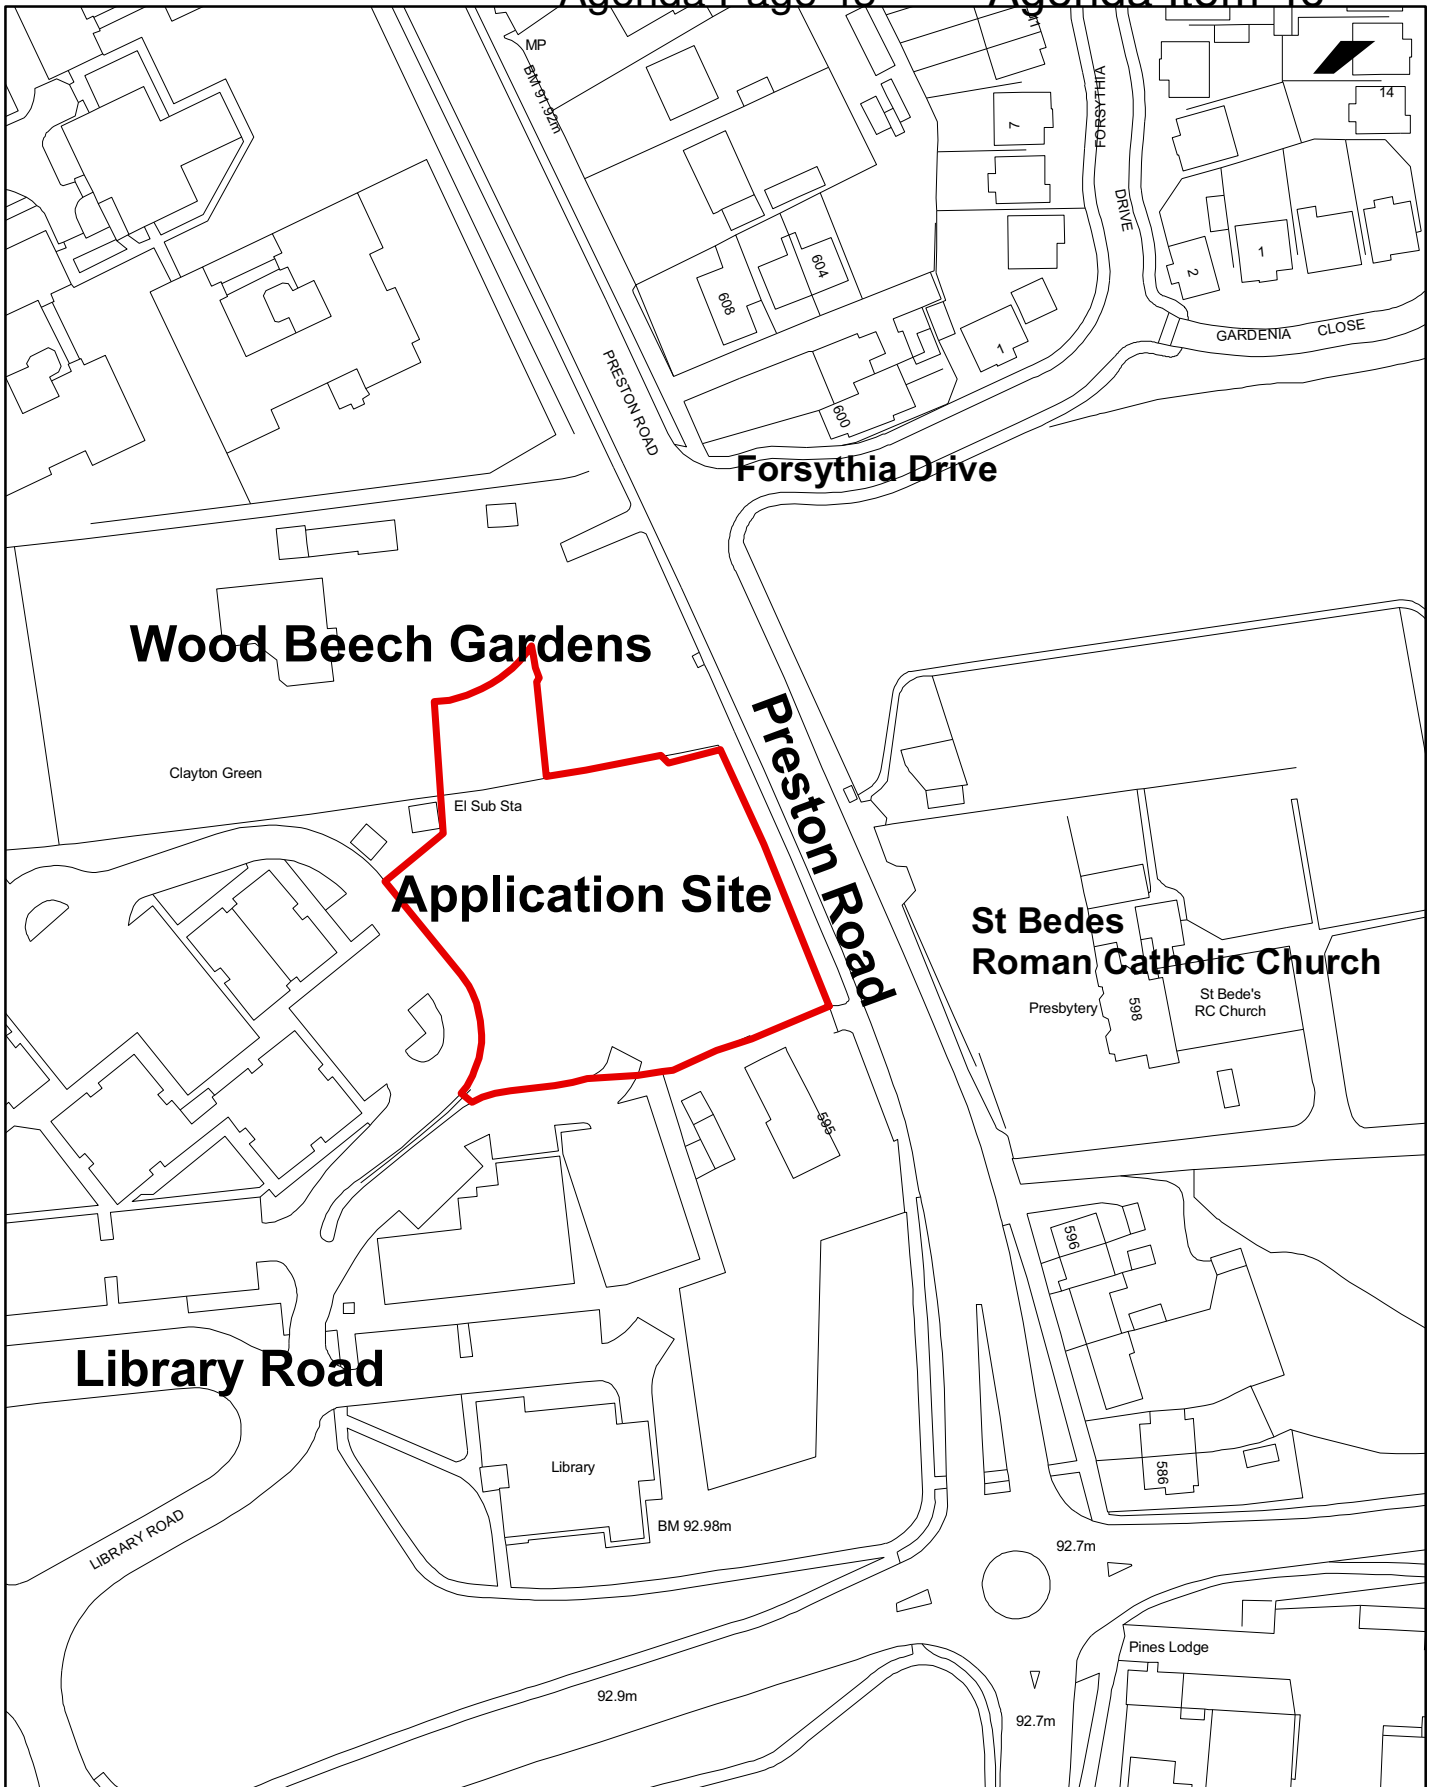 MP
BM 91.92m
FORSYTHIA
DRIVE
7
14
604
608
2
1
1
GARDENIA CLOSE
PRESTON ROAD
600
Forsythia Drive
Wood Beech Gardens
Clayton Green
El Sub Sta
Preston Road
Application Site
St Bedes
Roman Catholic Church
Presbytery
598
St Bede's
RC Church
595
596
Library Road
Library
586
LIBRARY ROAD
BM 92.98m
92.7m
Pines Lodge
92.9m
92.7m